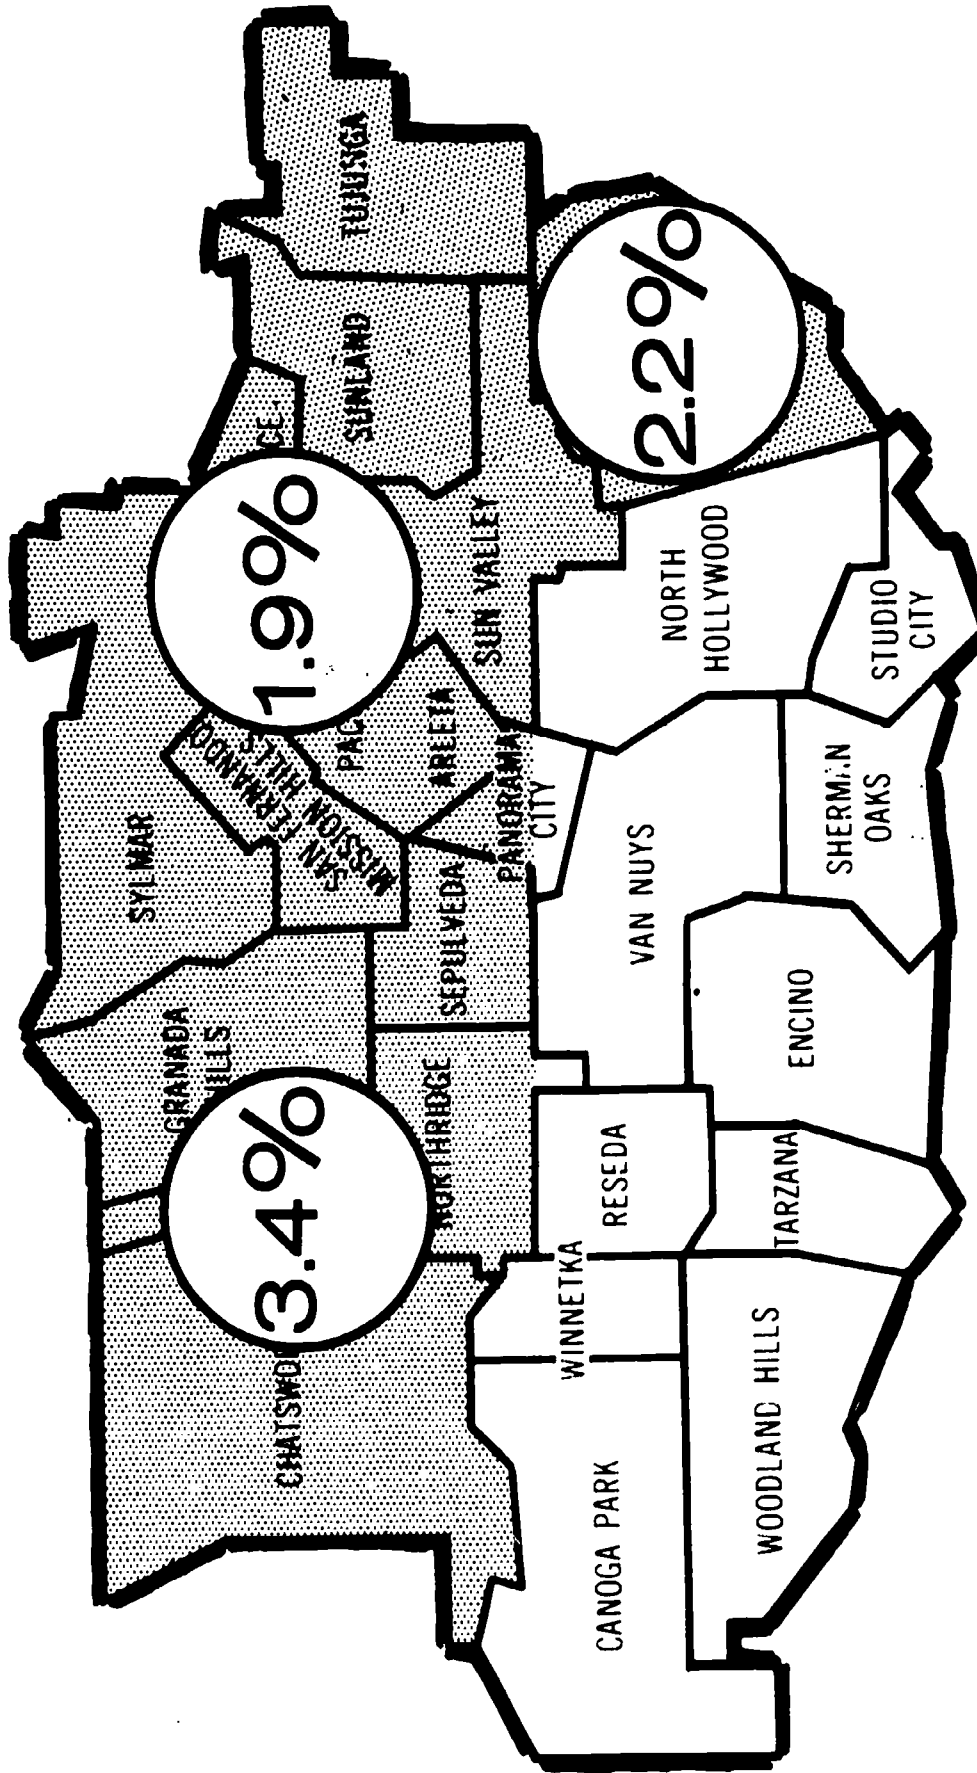 SYLMAR
GRANADA
HILLS
3.4%
CHATSWO
NORTHRIDGE
SAN FERNANDO
MISSION HILLS
1.9%
CE.
PAC
ARLETA
SEPULVEDA
PANORAMA
CITY
SUN VALLEY
SUNLAND
TUJUNGA
2.2%
CANOGA PARK
WINNETKA
RESEDA
VAN NUYS
NORTH
HOLLYWOOD
WOODLAND HILLS
TARZANA
ENCINO
SHERMAN
OAKS
STUDIO
CITY